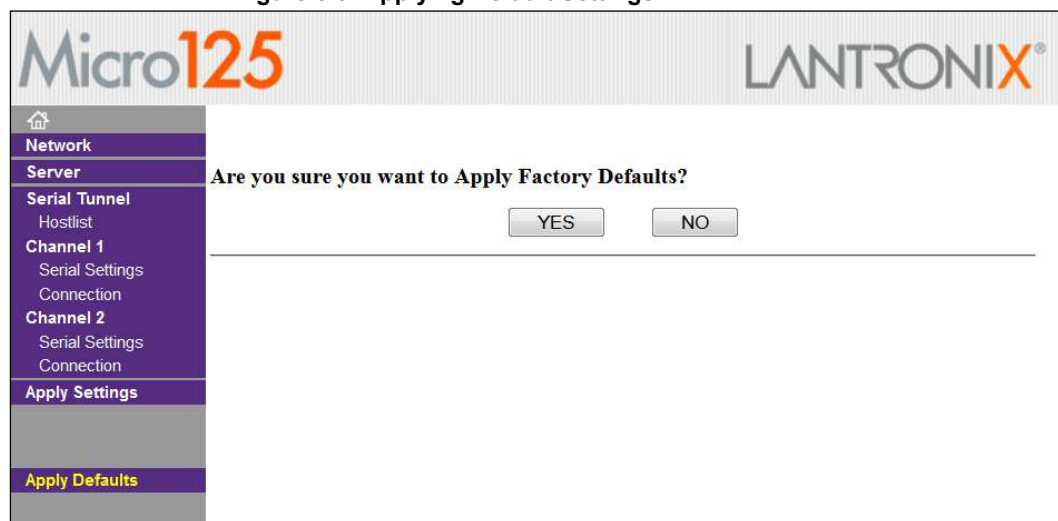 Micro125
LANTRONIX®
Network
Server
Serial Tunnel
Hostlist
Channel 1
Serial Settings
Connection
Channel 2
Serial Settings
Connection
Apply Settings
Apply Defaults
Are you sure you want to Apply Factory Defaults?
YES NO